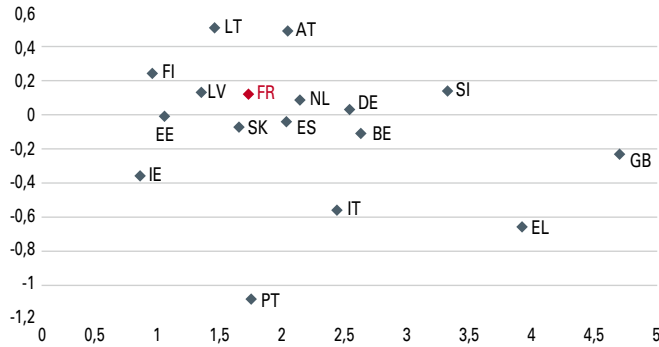 0,6
LT
AT
0,4
FI
0,2
LV
FR
NL
DE
SI
0
EE
SK
ES
BE
-0,2
GB
IE
-0,4
IT
-0,6
EL
-0,8
-1
PT
-1,2
0 0,5 1 1,5 2 2,5 3 3,5 4 4,5 5